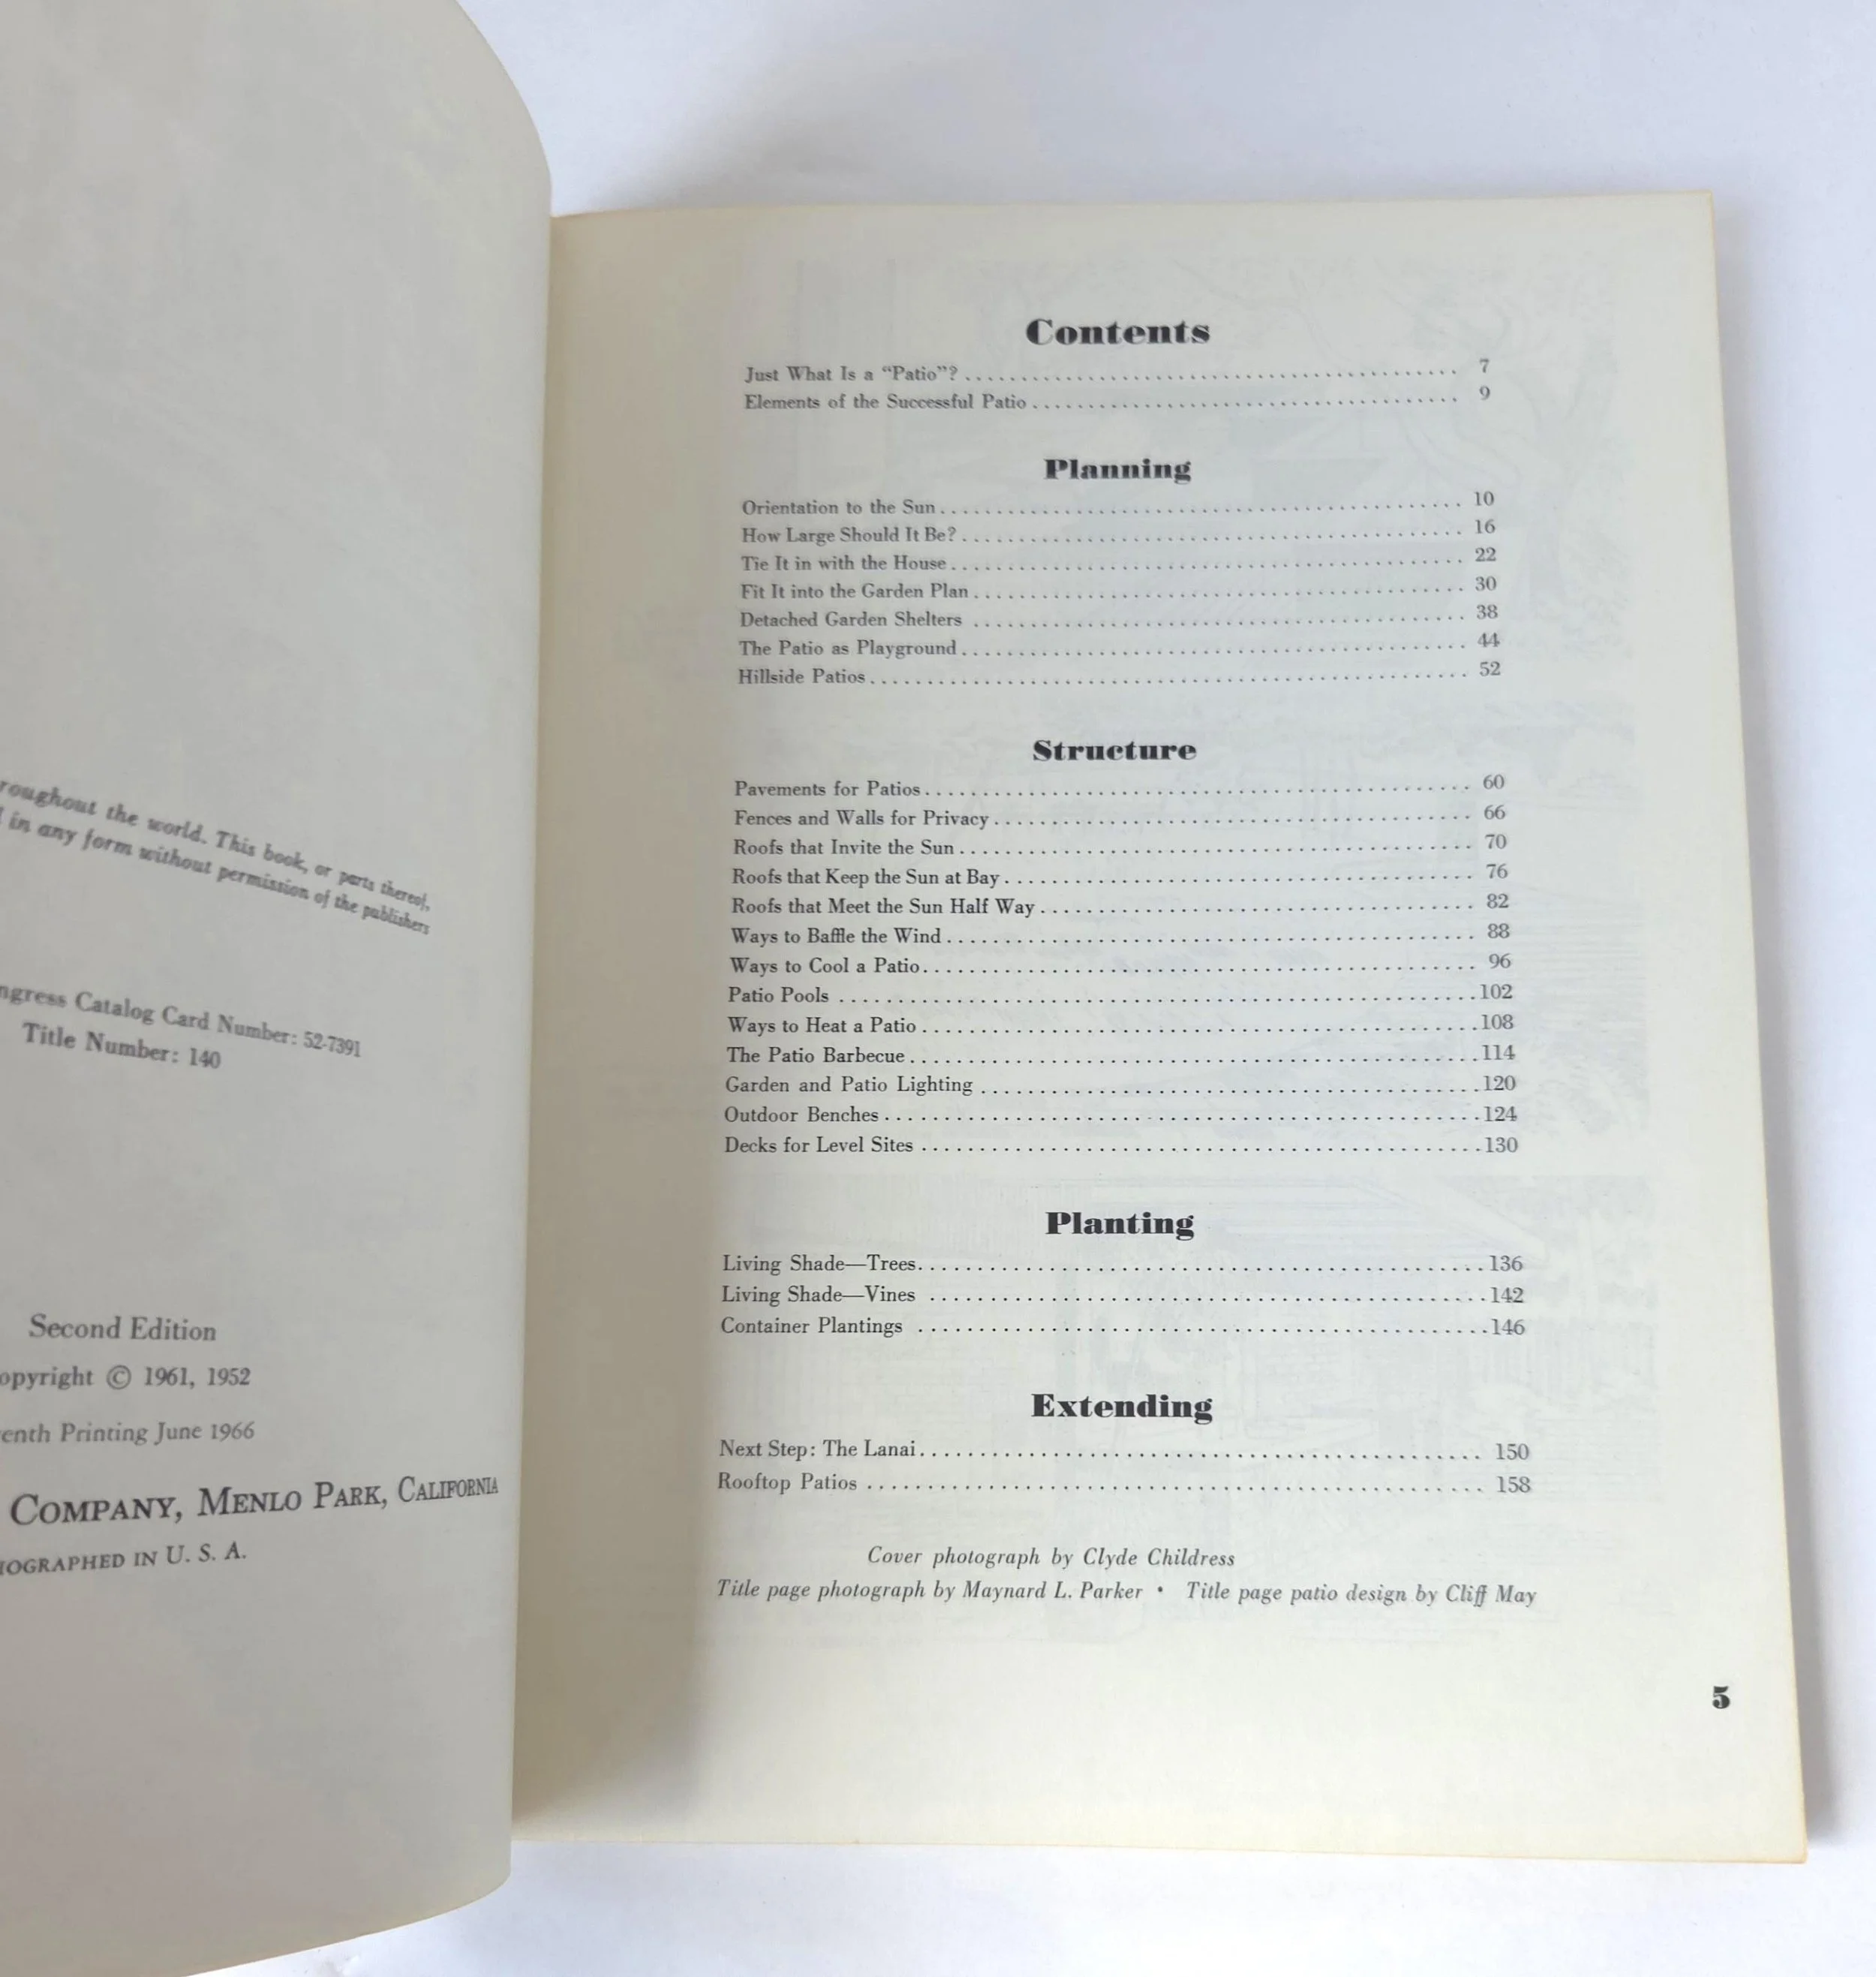 the world. This book, or parts thereof,
in any form without permission of the publishers
Catalog Card Number: 52-7391
Title Number: 140
Second Edition
© 1961, 1952
Printing June 1966
COMPANY, MENLO PARK, CALIFORNIA
IN U. S. A.
Contents
Just What Is a “Patio”? 7
Elements of the Successful Patio 9
Planning
Orientation to the Sun 10
How Large Should It Be? 16
Tie It in with the House 22
Fit It into the Garden Plan 30
Detached Garden Shelters 38
The Patio as Playground 44
Hillside Patios 52
Structure
Pavements for Patios 60
Fences and Walls for Privacy 66
Roofs that Invite the Sun 70
Roofs that Keep the Sun at Bay 76
Roofs that Meet the Sun Half Way 82
Ways to Baffle the Wind 88
Ways to Cool a Patio 96
Patio Pools 102
Ways to Heat a Patio 108
The Patio Barbecue 114
Garden and Patio Lighting 120
Outdoor Benches 124
Decks for Level Sites 130
Planting
Living Shade—Trees 136
Living Shade—Vines 142
Container Plantings 146
Extending
Next Step: The Lanai 150
Rooftop Patios 158
Cover photograph by Clyde Childress
Title page photograph by Maynard L. Parker • Title page patio design by Cliff May
5